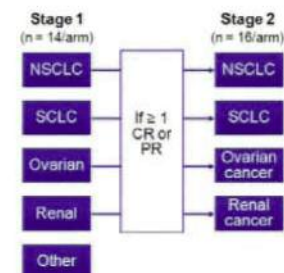 Stage 1
(n = 14/arm)
Stage 2
(n = 16/arm)
NSCLC
SCLC
Ovarian
Renal
Other
If ≥ 1
CR or
PR
NSCLC
SCLC
Ovarian
cancer
Renal
cancer